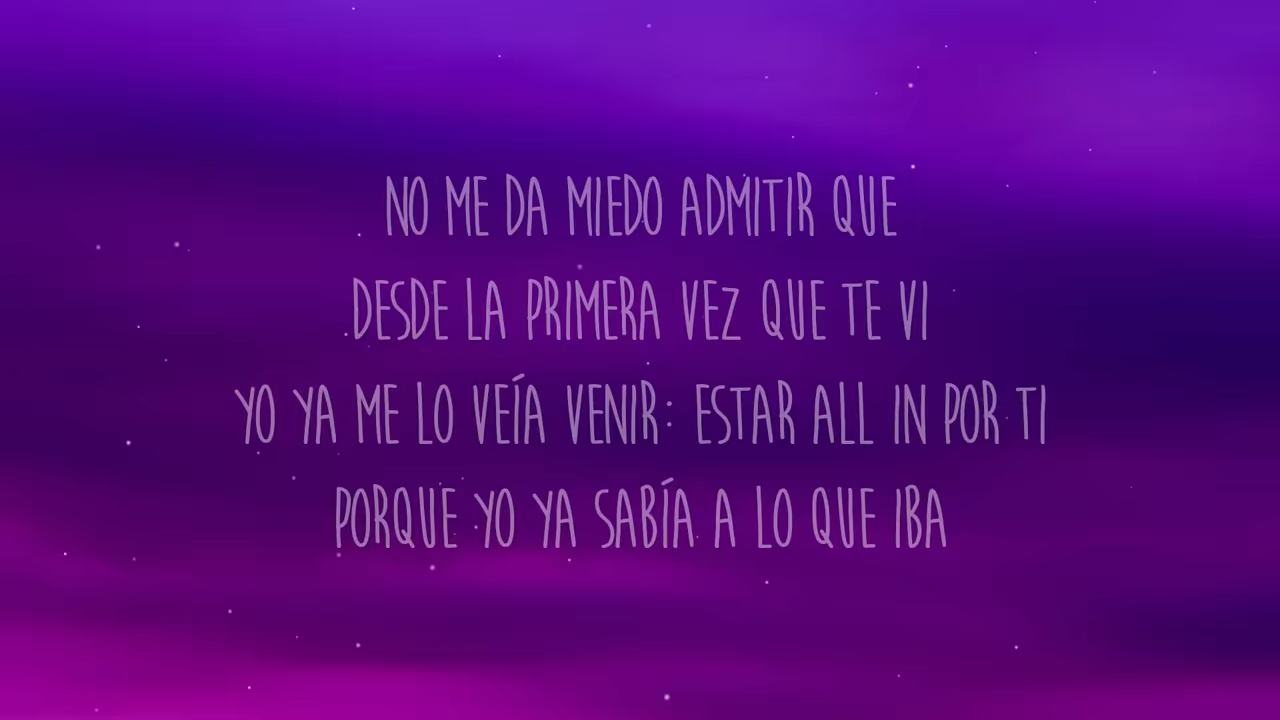 NO ME DA MIEDO ADMITIR QUE
DESDE LA PRIMERA VEZ QUE TE VI
YO YA ME LO VEÍA VENIR: ESTAR ALL IN POR TI
PORQUE YO YA SABÍA A LO QUE IBA